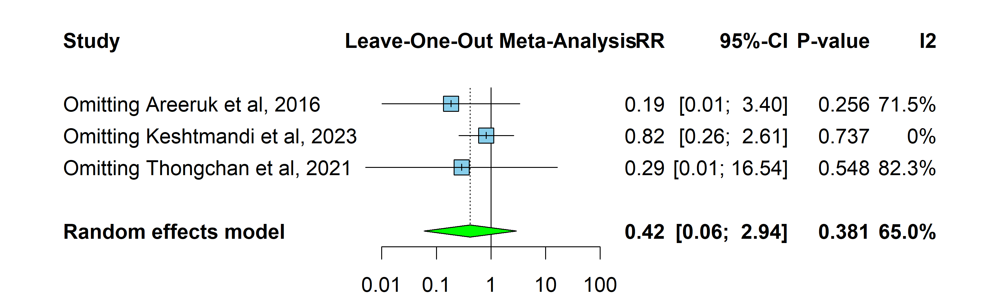 Study Leave-One-Out Meta-Analysis RR 95%-CI P-value I2
Omitting Areeruk et al, 2016 0.19 [0.01; 3.40] 0.256 71.5%
Omitting Keshtmandi et al, 2023 0.82 [0.26; 2.61] 0.737 0%
Omitting Thongchan et al, 2021 0.29 [0.01; 16.54] 0.548 82.3%
Random effects model 0.42 [0.06; 2.94] 0.381 65.0%
0.01 0.1 1 10 100